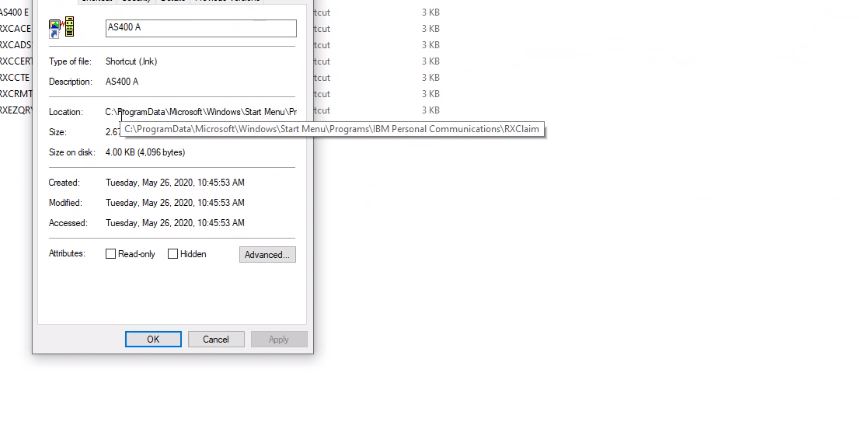 Shortcut Security Details Previous Versions
AS400 E
RXCACE
RXCADS
RXCCERT
RXCCTE
RXCRMT
RXEZQRY
rtcut 3 KB
rtcut 3 KB
rtcut 3 KB
rtcut 3 KB
rtcut 3 KB
rtcut 3 KB
rtcut 3 KB
AS400 A
Type of file: Shortcut (.lnk)
Description: AS400 A
Location: C:\ProgramData\Microsoft\Windows\Start Menu\Pr
C:\ProgramData\Microsoft\Windows\Start Menu\Programs\IBM Personal Communications\RXClaim
Size: 2.67
Size on disk: 4.00 KB (4,096 bytes)
Created: Tuesday, May 26, 2020, 10:45:53 AM
Modified: Tuesday, May 26, 2020, 10:45:53 AM
Accessed: Tuesday, May 26, 2020, 10:45:53 AM
Attributes: Read-only Hidden Advanced...
OK Cancel Apply